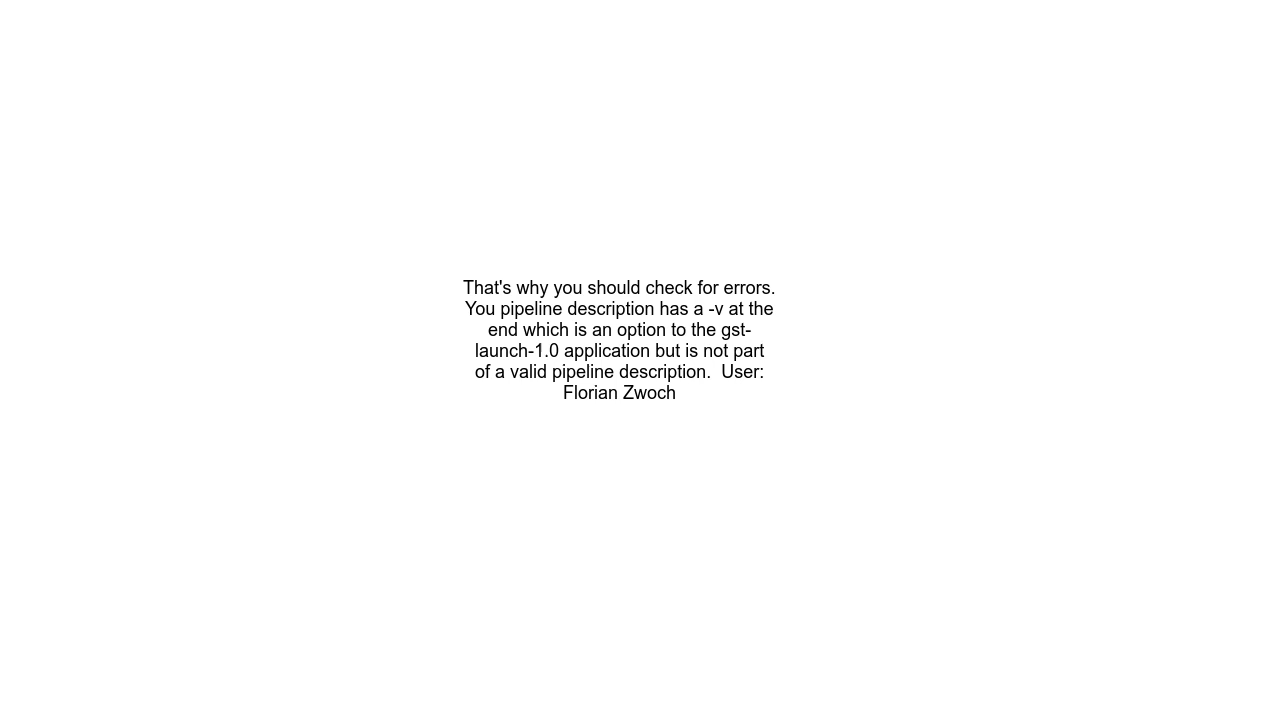 That's why you should check for errors.
You pipeline description has a -v at the
end which is an option to the gst-
launch-1.0 application but is not part
of a valid pipeline description.  User:
Florian Zwoch